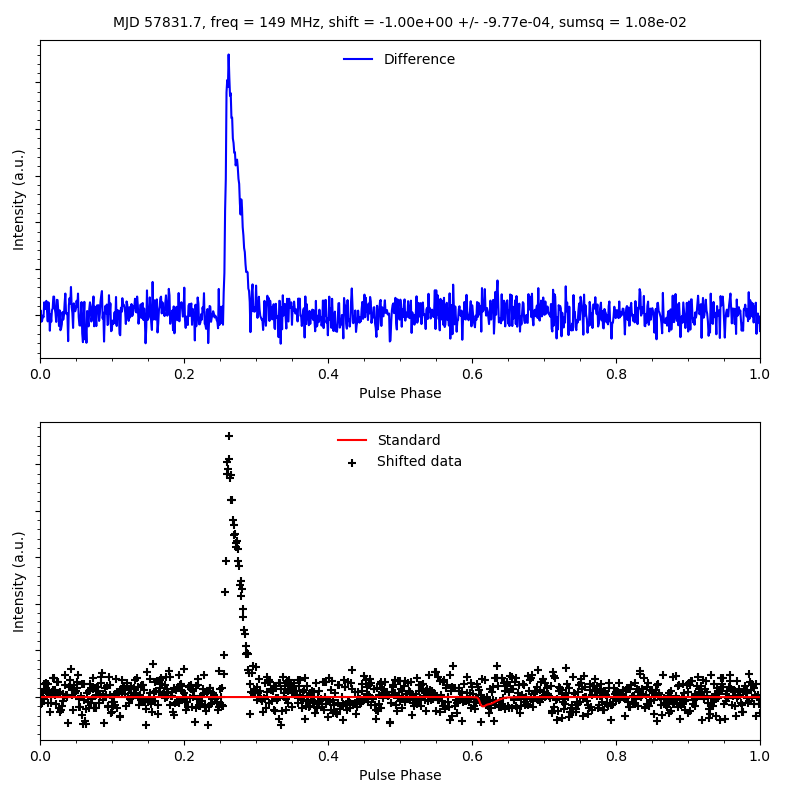 MJD 57831.7, freq = 149 MHz, shift = -1.00e+00 +/- -9.77e-04, sumsq = 1.08e-02
Difference
Intensity (a.u.)
0.0 0.2 0.4 0.6 0.8 1.0
Pulse Phase
Standard
Shifted data
Intensity (a.u.)
0.0 0.2 0.4 0.6 0.8 1.0
Pulse Phase